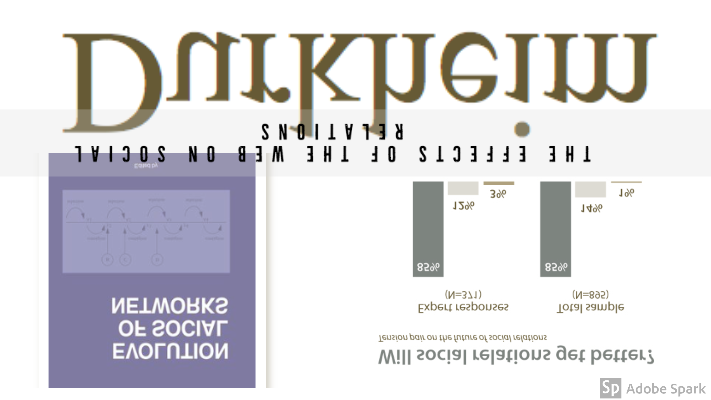 Durkheim
THE EFFECTS OF THE WEB ON SOCIAL
RELATIONS
EVOLUTION
OF SOCIAL
NETWORKS
Will social relations get better?
Tension pair on the future of social relations
Expert responses
(N=371)
85%
12%
3%
Total sample
(N=895)
85%
14%
1%
Sp Adobe Spark